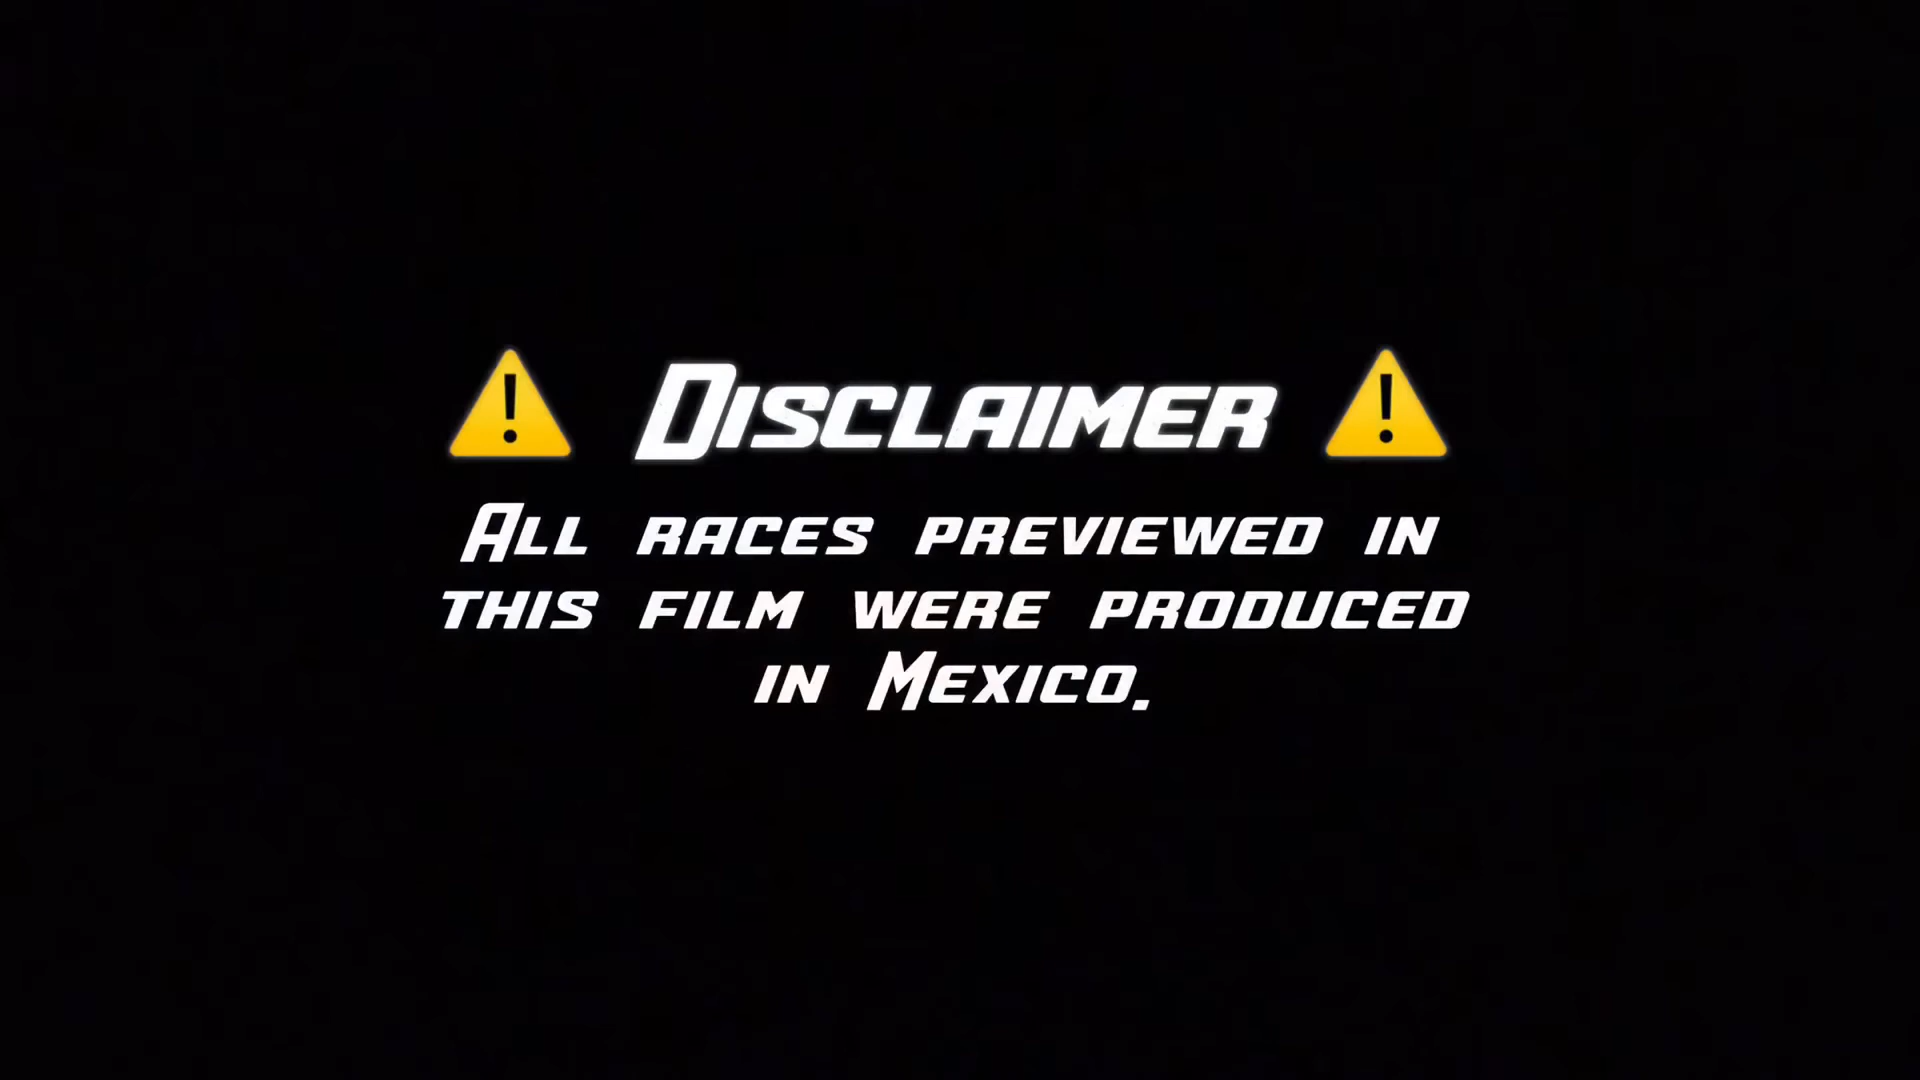 ⚠ Disclaimer ⚠
All races previewed in
this film were produced
in Mexico.